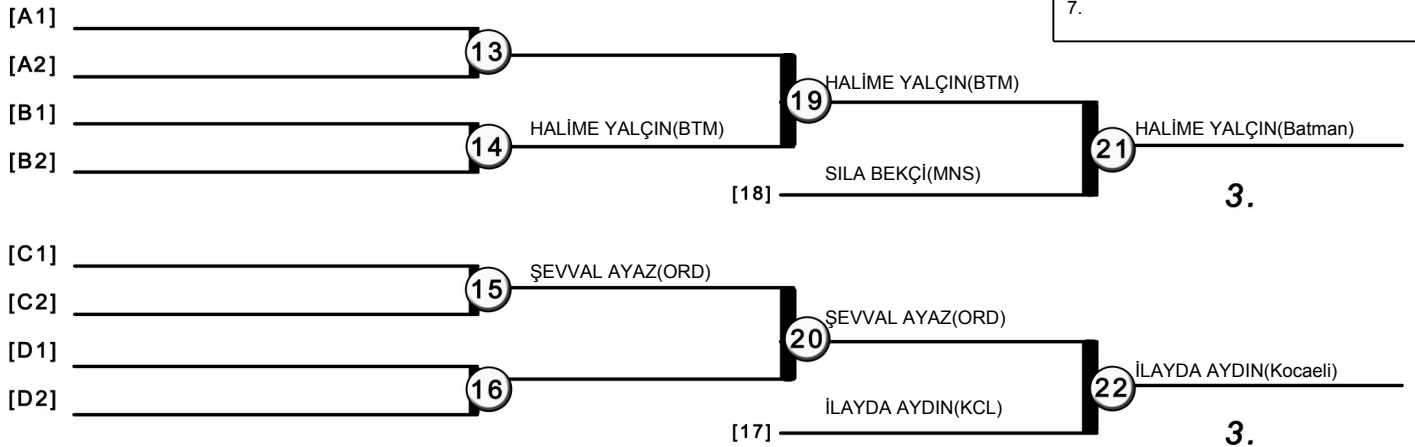 7.
[A1]
13
[A2]
HALİME YALÇIN(BTM)
19
[B1]
HALİME YALÇIN(BTM)
HALİME YALÇIN(Batman)
14
21
[B2]
SILA BEKÇİ(MNS)
[18]
3.
[C1]
ŞEVVAL AYAZ(ORD)
15
[C2]
ŞEVVAL AYAZ(ORD)
20
[D1]
İLAYDA AYDIN(Kocaeli)
16
22
[D2]
İLAYDA AYDIN(KCL)
[17]
3.